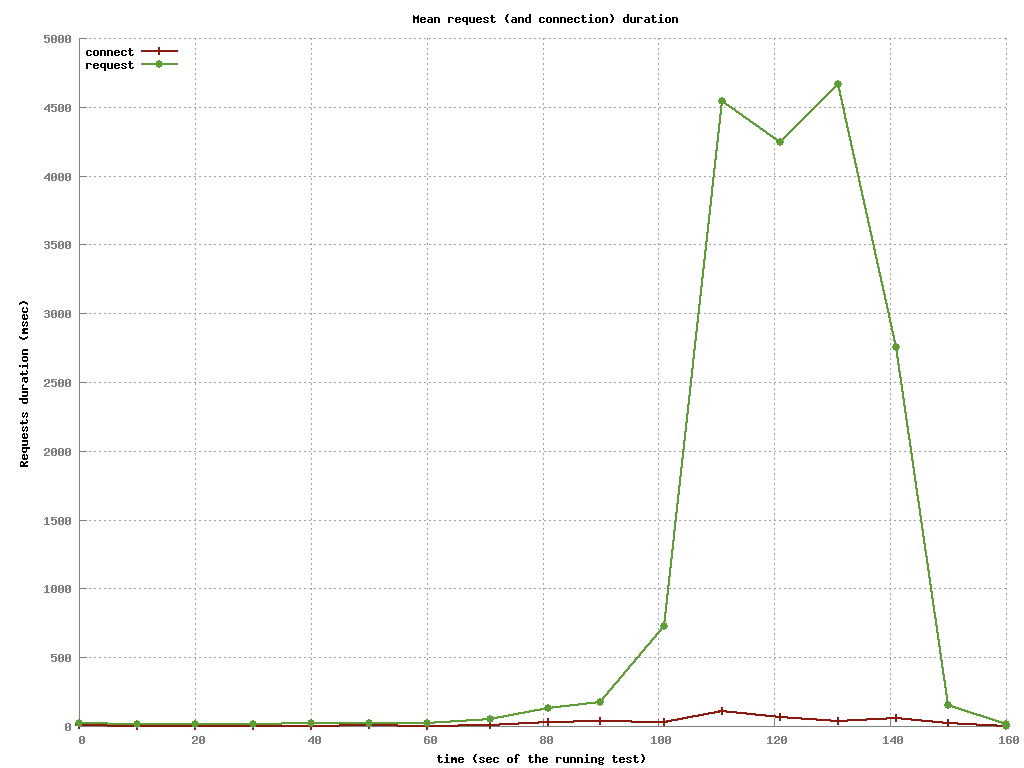 Mean request (and connection) duration
connect
request
5000
4500
4000
3500
3000
2500
2000
1500
1000
500
0
Requests duration (msec)
0 20 40 60 80 100 120 140 160
time (sec of the running test)